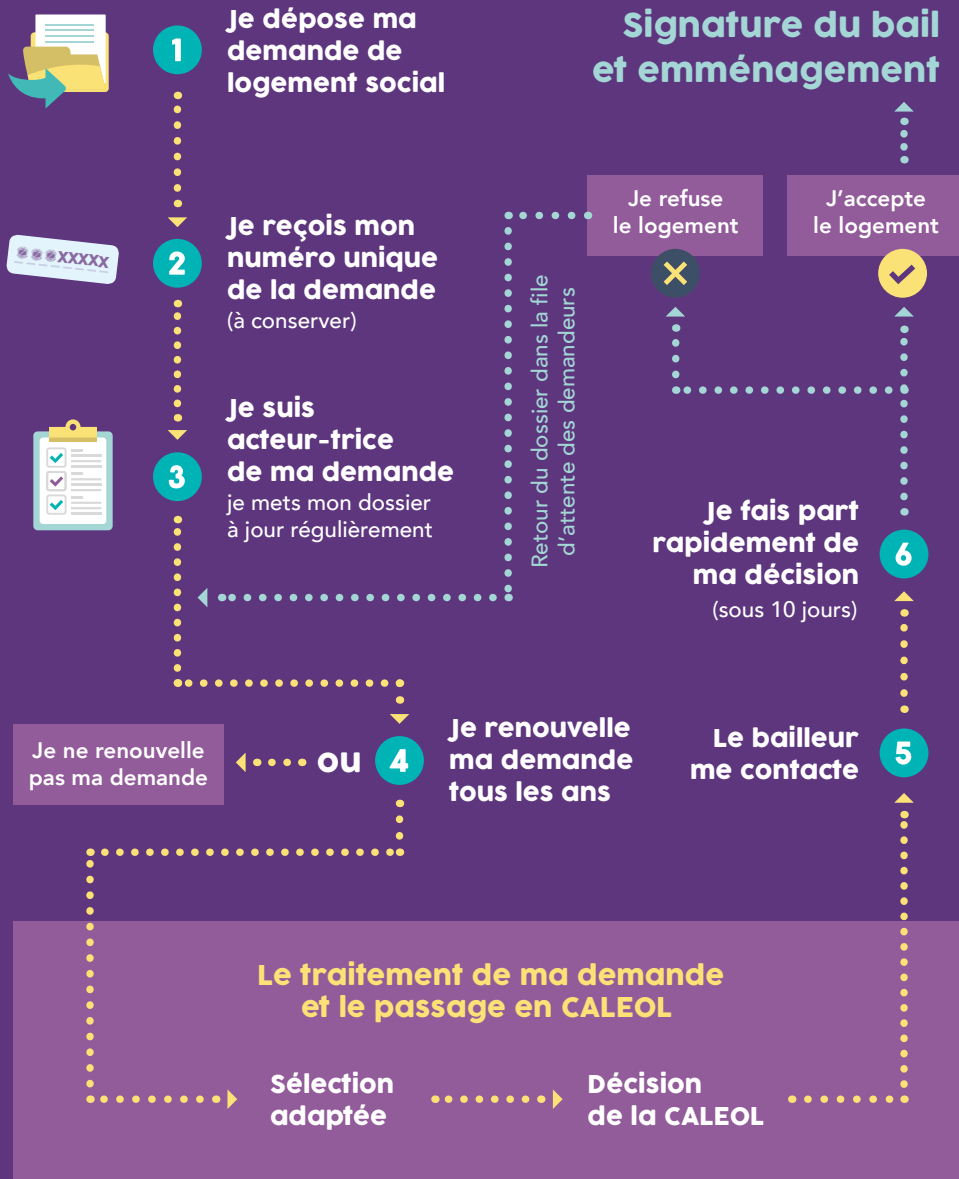 1
Je dépose ma
demande de
logement social
2
XXXXX
Je reçois mon
numéro unique
de la demande
(à conserver)
3
Je suis
acteur-trice
de ma demande
je mets mon dossier
à jour régulièrement
4
Je renouvelle
ma demande
tous les ans
ou
Je ne renouvelle
pas ma demande
Le traitement de ma demande
et le passage en CALEOL
Sélection
adaptée
Décision
de la CALEOL
5
Le bailleur
me contacte
6
Je fais part
rapidement de
ma décision
(sous 10 jours)
Je refuse
le logement
Retour du dossier dans la file
d'attente des demandeurs
J'accepte
le logement
Signature du bail
et emménagement